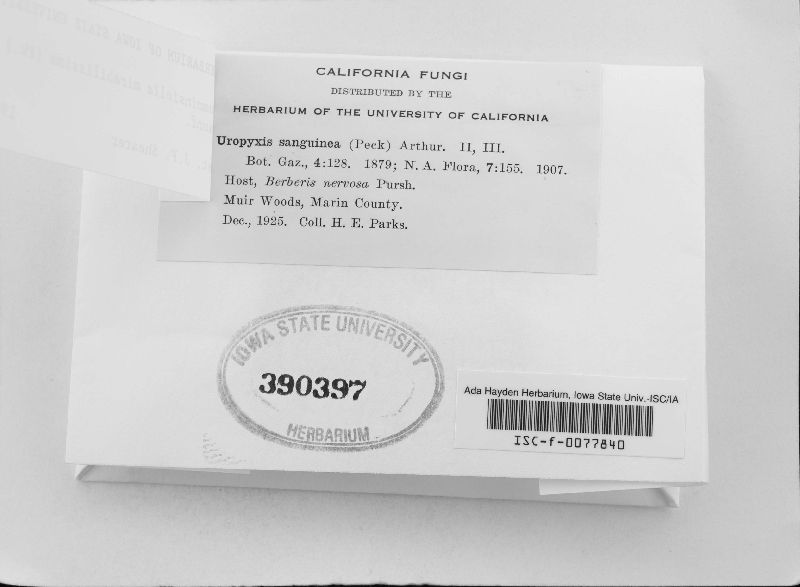 CALIFORNIA FUNGI
DISTRIBUTED BY THE
HERBARIUM OF THE UNIVERSITY OF CALIFORNIA
Uropyxis sanguinea (Peck) Arthur. II, III.
Bot. Gaz., 4:128. 1879; N. A. Flora, 7:155. 1907.
Host, Berberis nervosa Pursh.
Muir Woods, Marin County.
Dec., 1925. Coll. H. E. Parks.
IOWA STATE UNIVERSITY
390397
HERBARIUM
Ada Hayden Herbarium, Iowa State Univ.-ISC/IA
ISC-f-0077840